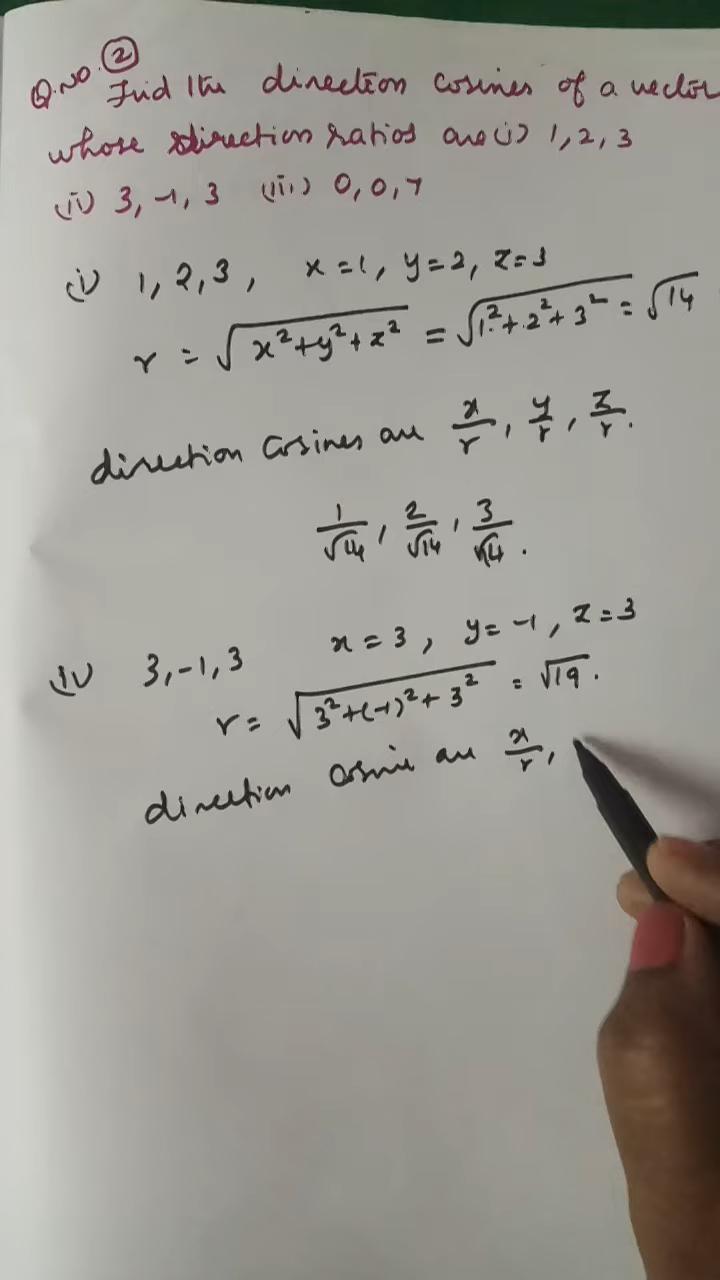 Q.NO. ②
Find the direction cosines of a vector
whose direction ratios are (i) 1, 2, 3
(ii) 3, -1, 3 (iii) 0, 0, 7
(i) 1, 2, 3, x = 1, y = 2, z = 3
r = √(x² + y² + z²) = √(1² + 2² + 3²) = √14
direction cosines are x/r, y/r, z/r.
1/√14, 2/√14, 3/√14.
(ii) 3, -1, 3 x = 3, y = -1, z = 3
r = √(3² + (-1)² + 3²) = √19.
direction cosine are x/r,